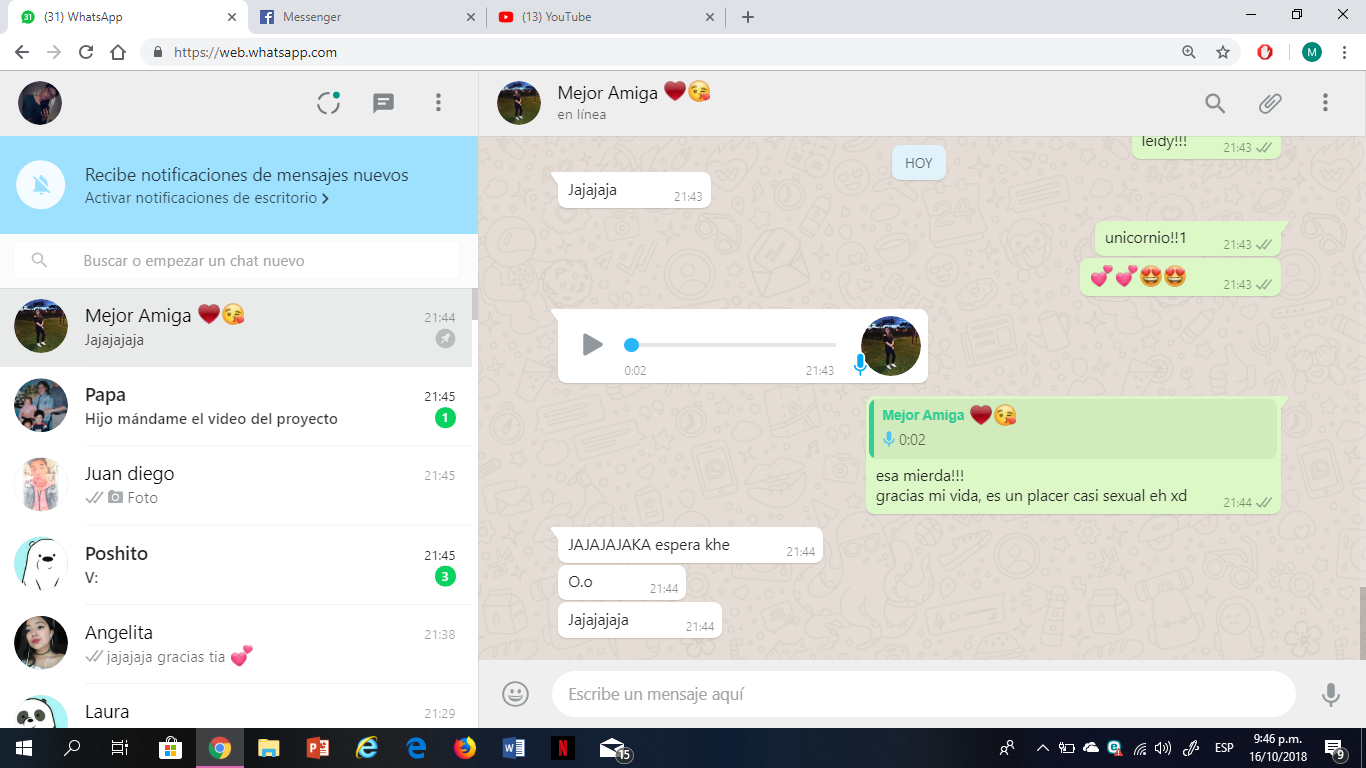 31
(31) WhatsApp
Messenger
(13) YouTube
https://web.whatsapp.com
M
Mejor Amiga ❤😘
en línea
Recibe notificaciones de mensajes nuevos
Activar notificaciones de escritorio
Buscar o empezar un chat nuevo
Mejor Amiga ❤😘
21:44
Jajajajaja
Papa
21:45
Hijo mándame el video del proyecto
1
Juan diego
21:45
Foto
Poshito
21:45
V:
3
Angelita
21:38
jajajaja gracias tia 💕
Laura
21:29
leidy!!!
21:43
HOY
Jajajaja
21:43
unicornio!!1
21:43
💕💕😍😍
21:43
0:02
21:43
Mejor Amiga ❤😘
0:02
esa mierda!!!
gracias mi vida, es un placer casi sexual eh xd
21:44
JAJAJAJAKA espera khe
21:44
O.o
21:44
Jajajajaja
21:44
Escribe un mensaje aquí
15
ESP
9:46 p.m.
16/10/2018
9